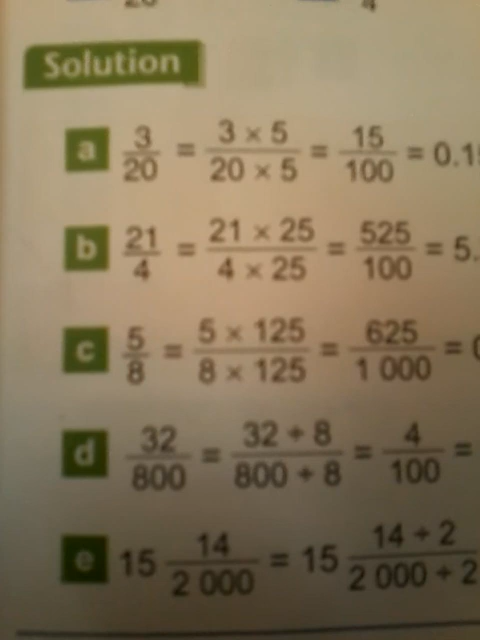 Solution
a 3/20 = 3 × 5/20 × 5 = 15/100 = 0.15
b 21/4 = 21 × 25/4 × 25 = 525/100 = 5.
c 5/8 = 5 × 125/8 × 125 = 625/1 000 = 0
d 32/800 = 32 ÷ 8/800 ÷ 8 = 4/100 =
e 15 14/2 000 = 15 14 ÷ 2/2 000 ÷ 2